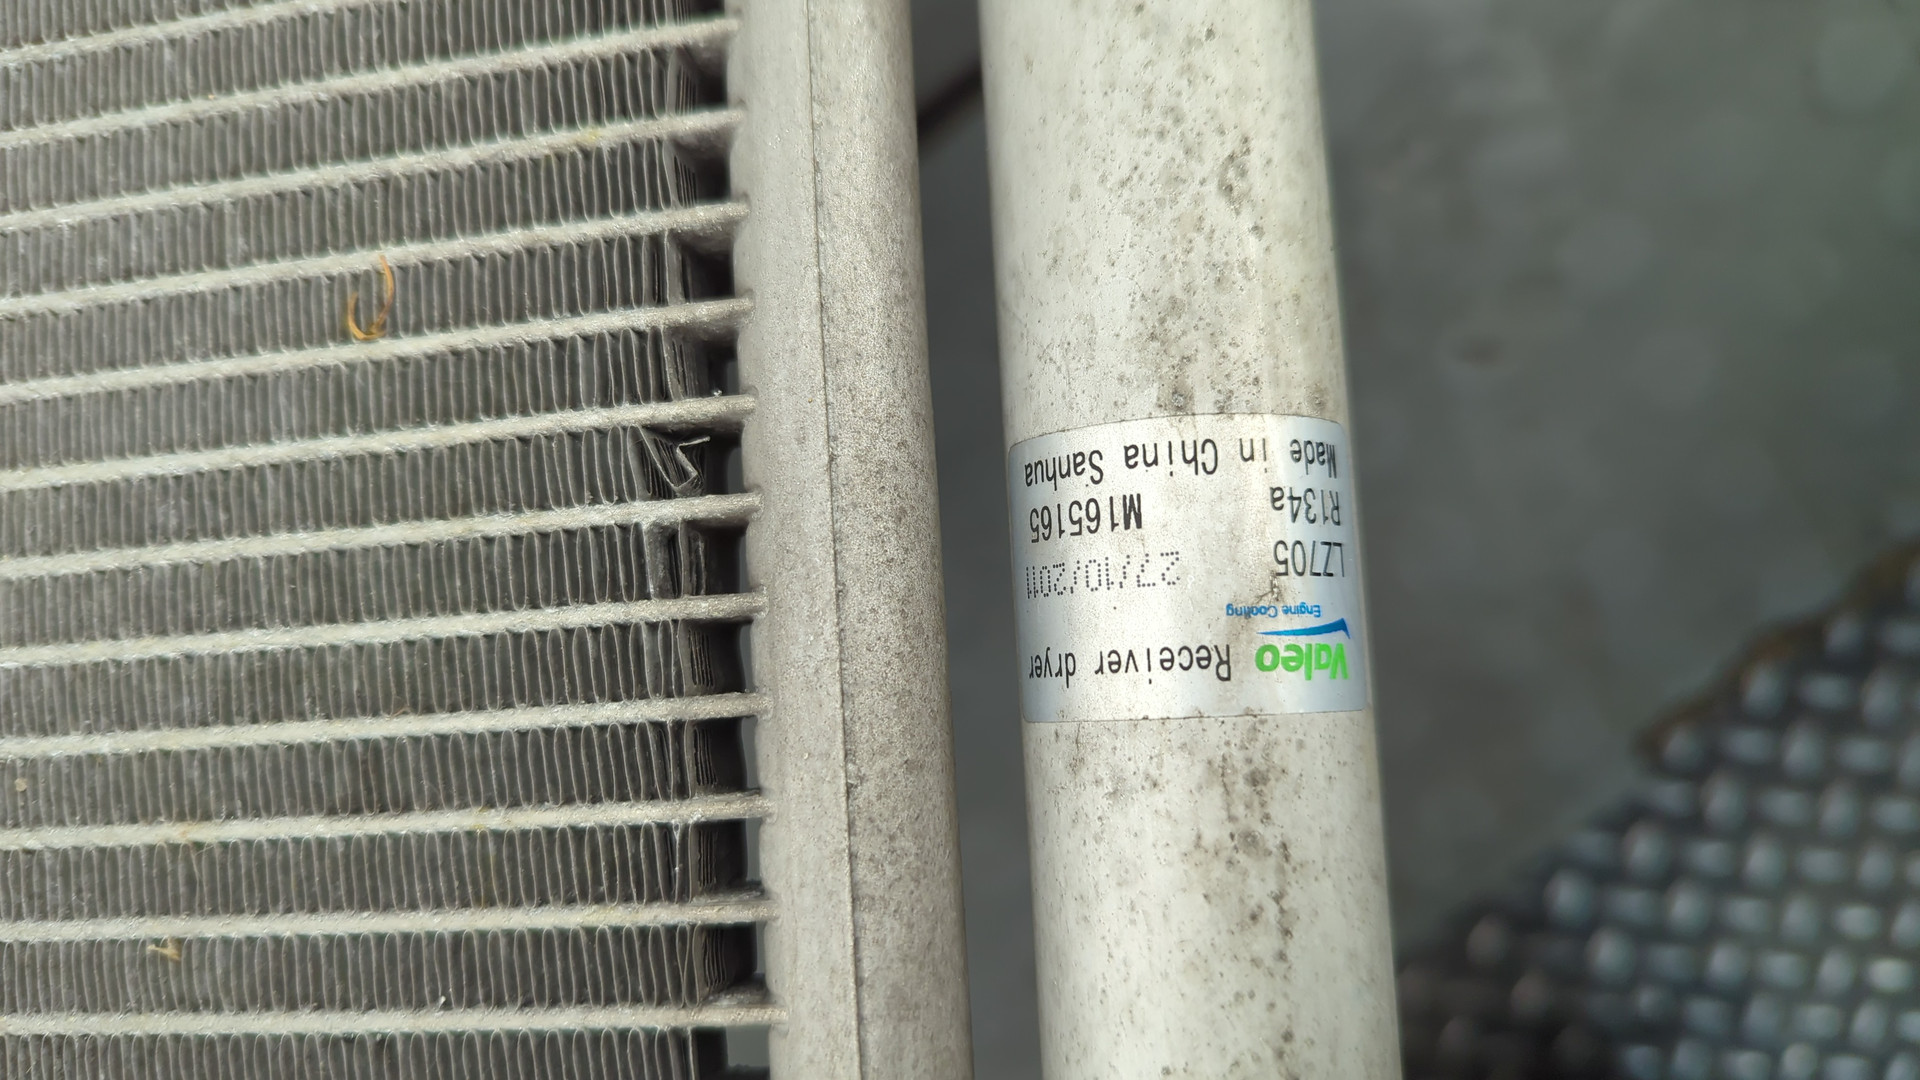 Valeo Receiver dryer
Engine Cooling
LZ705 27/10/2011
R134a M165165
Made in China Sanhua